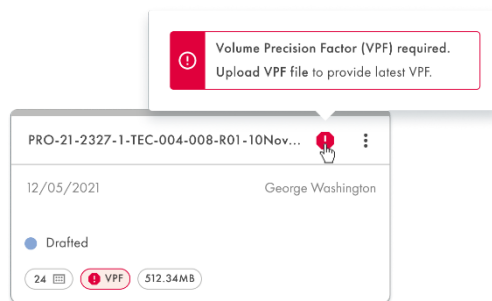 Volume Precision Factor (VPF) required.
Upload VPF file to provide latest VPF.
PRO-21-2327-1-TEC-004-008-R01-10Nov...
12/05/2021 George Washington
Drafted
24 VPF 512.34MB